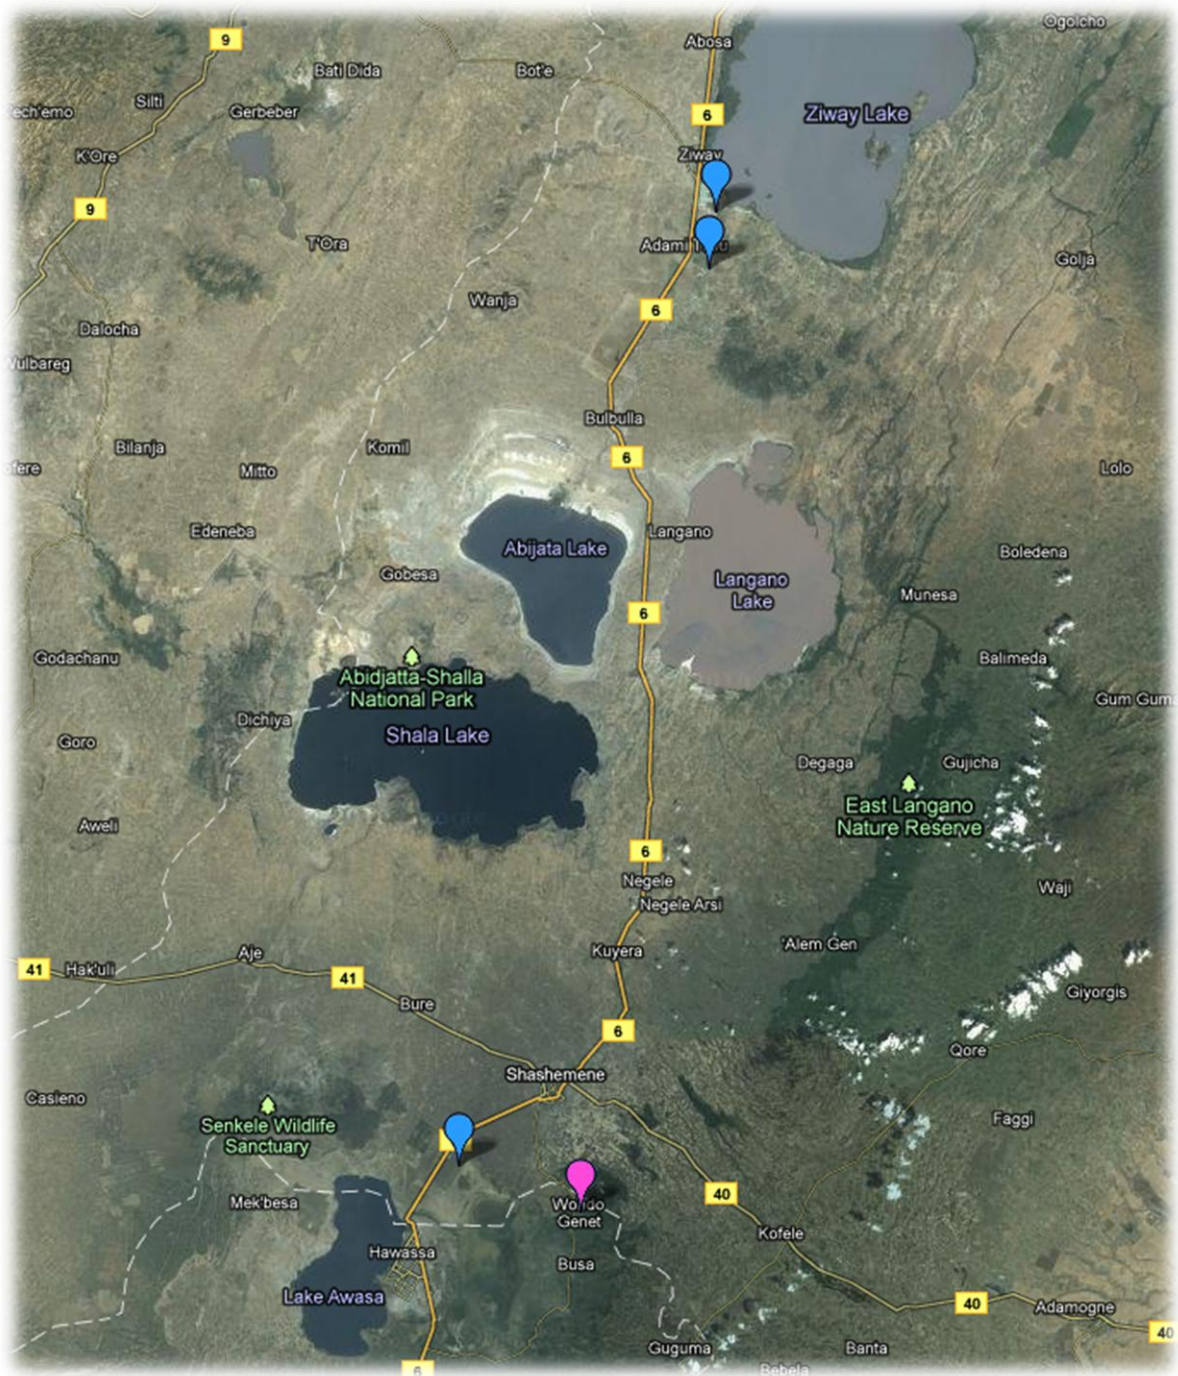 Ogolcho
9
Abosa
Bati Dida
Bot'e
Silti
ech'emo
Gerbeber
6
Ziway Lake
K'Ore
Ziway
9
T'Ora
Adami
Golja
Wanja
6
Dalocha
Wulbareg
Bulbulla
Bilanja
Komil
6
Mitto
ofere
Lolo
Edeneba
Langano
Abijata Lake
Boledena
Gobesa
Langano
Lake
Munesa
6
Godachanu
Balimeda
Abidjatta-Shalla
National Park
Gum Guma
Dichiya
Shala Lake
Goro
Degaga
Gujicha
East Langano
Nature Reserve
Aweli
6
Negele
Waji
Negele Arsi
'Alem Gen
Kuyera
Aje
41
Hak'uli
41
Giyorgis
Bure
6
Qore
Shashemene
Casieno
Faggi
Senkele Wildlife
Sanctuary
40
Mek'besa
Wondo
Genet
Kofele
Hawassa
Busa
Lake Awasa
40
Adamogne
40
Guguma
Banta
6
Bebela